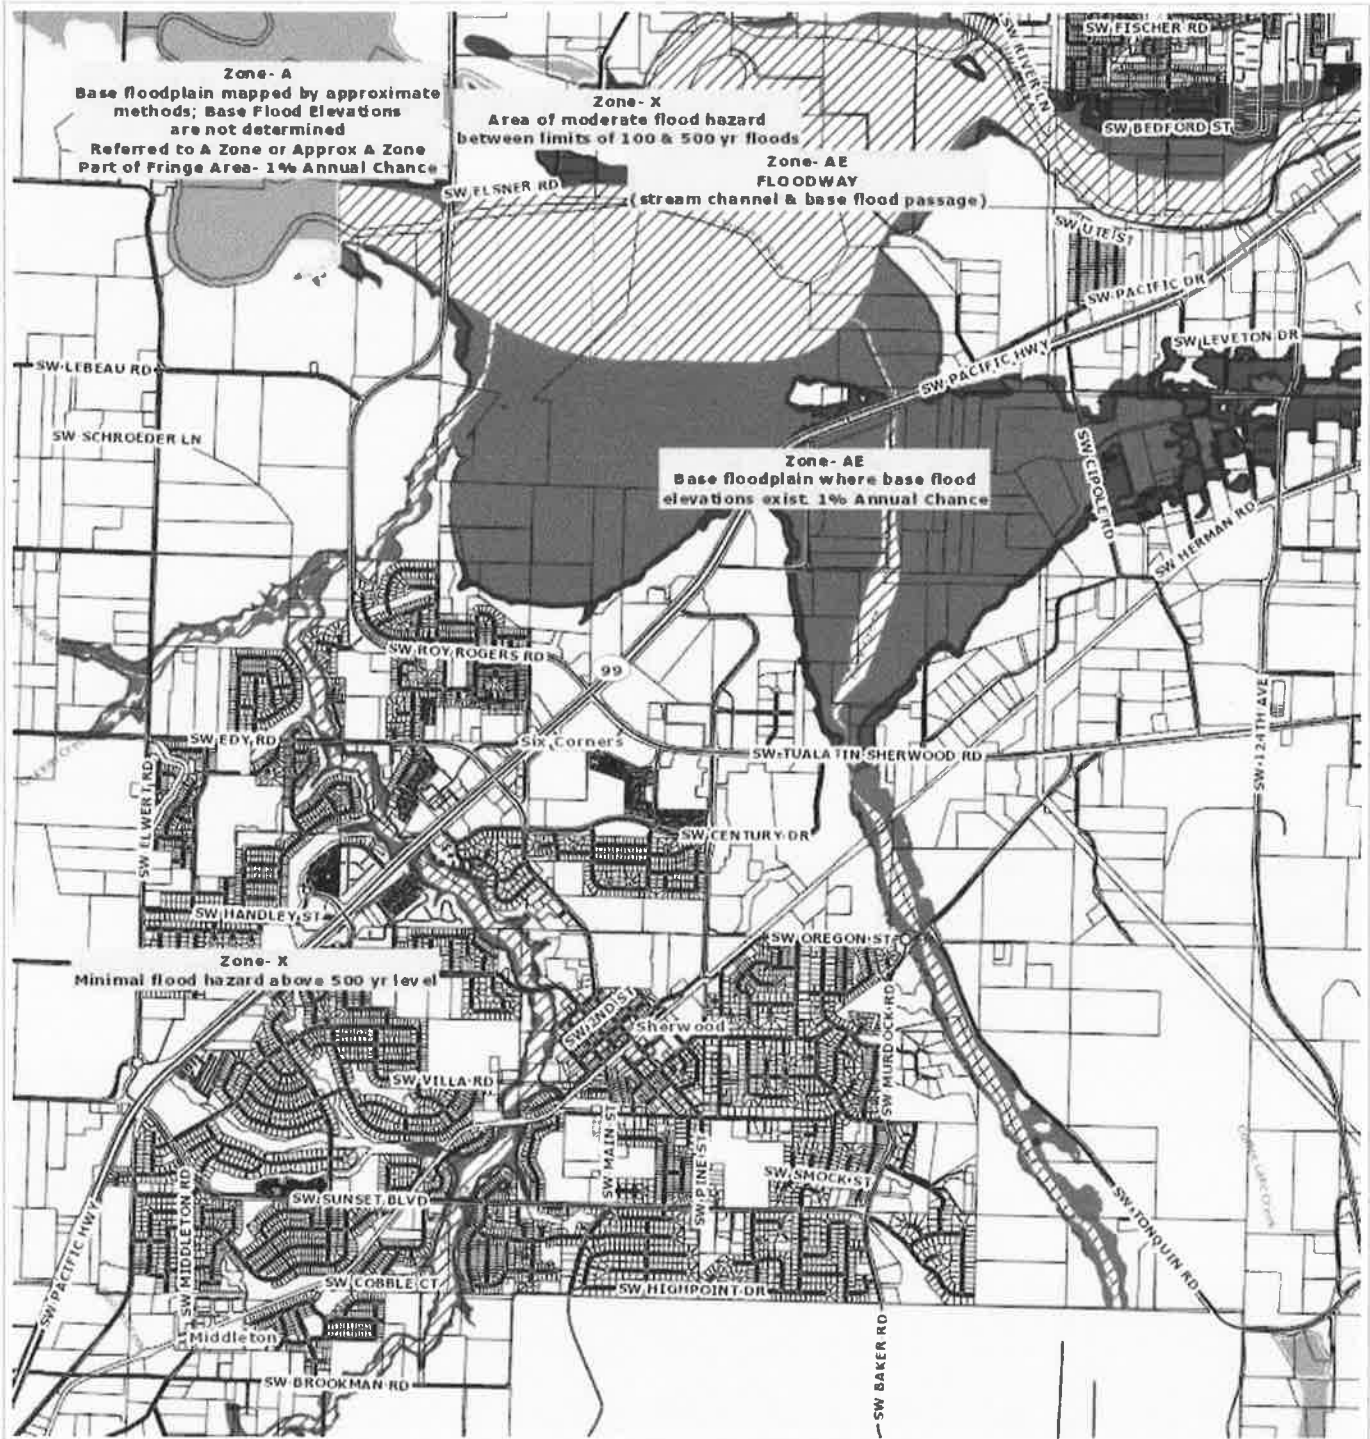 SW FISCHER RD
SW RIVER LN
Zone- A
Base floodplain mapped by approximate
methods; Base Flood Elevations
are not determined
Referred to A Zone or Approx A Zone
Part of Fringe Area- 1% Annual Chance
Zone- X
Area of moderate flood hazard
between limits of 100 & 500 yr floods
SW BEDFORD ST
Zone- AE
FLOODWAY
(stream channel & base flood passage)
SW ELSNER RD
SW UTE ST
SW PACIFIC DR
SW LEVETON DR
SW PACIFIC HWY
SW LEBEAU RD
SW SCHROEDER LN
Zone- AE
Base floodplain where base flood
elevations exist. 1% Annual Chance
SW CIPOLE RD
SW HERMAN RD
SW ROY ROGERS RD
99
SW EDY RD
Six Corners
SW TUALATIN-SHERWOOD RD
SW 124TH AVE
SW ELWERT RD
SW CENTURY DR
SW HANDLEY ST
SW OREGON ST
Zone- X
Minimal flood hazard above 500 yr level
SW 2ND ST
Sherwood
SW MURDOCK RD
SW VILLA RD
SW MAIN ST
SW PINE ST
SW SMOCK ST
SW MIDDLETON RD
SW SUNSET BLVD
SW TONQUIN RD
SW PACIFIC HWY
SW COBBLE CT
SW HIGHPOINT DR
Middleton
SW BAKER RD
SW BROOKMAN RD